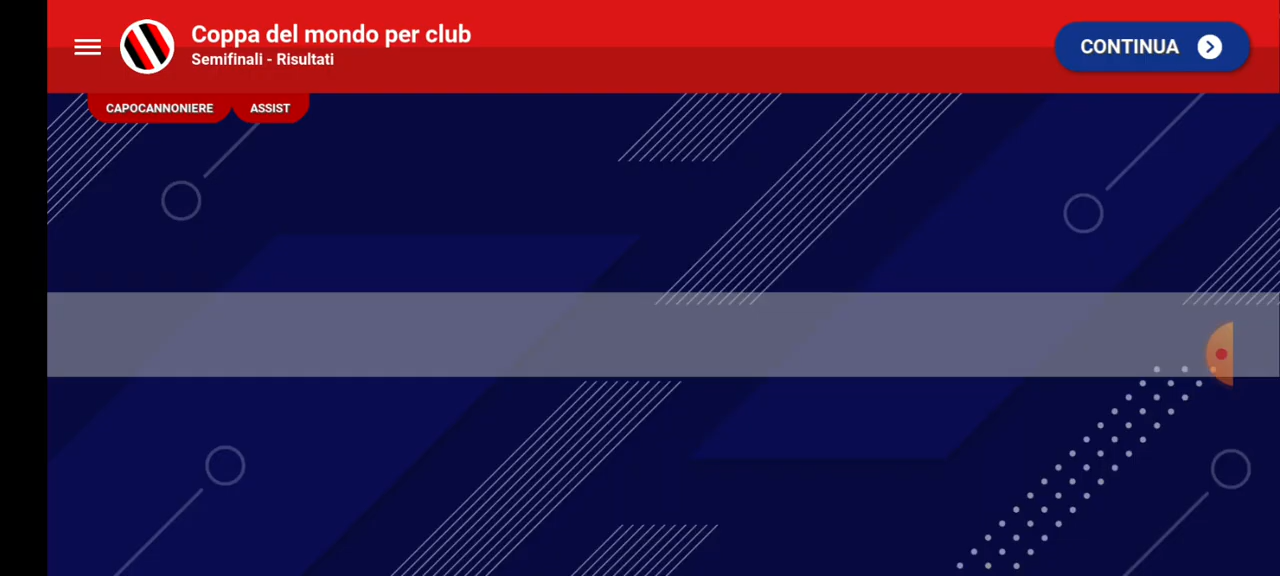 Coppa del mondo per club
Semifinali - Risultati
CONTINUA
CAPOCANNONIERE
ASSIST